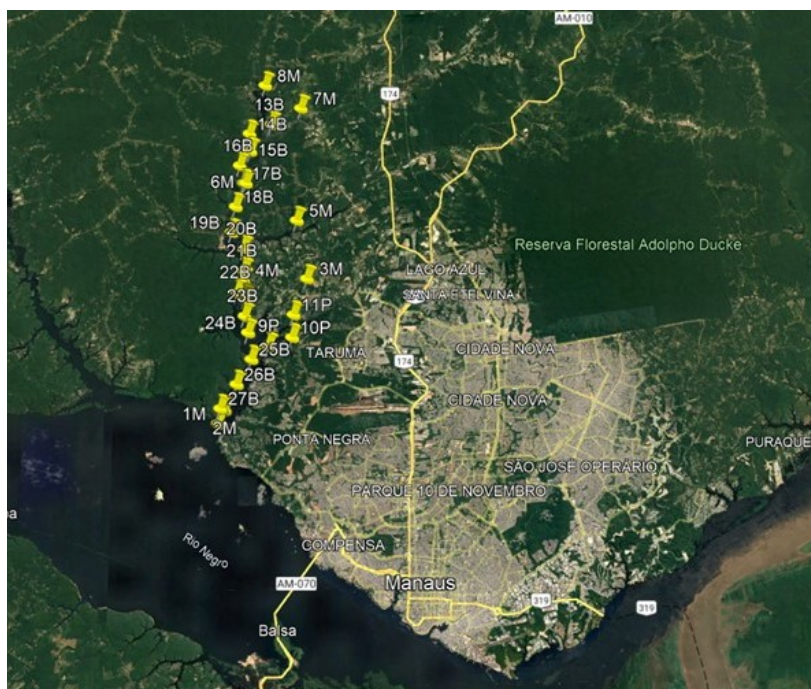 AM-010
8M
174
7M
13B
14B
16B
15B
17B
6M
18B
5M
19B
20B
Reserva Florestal Adolpho Ducke
21B
LAGO AZUL
22B
4M
3M
SANTA ETELVINA
23B
11P
24B
9P
10P
25B
TARUMÃ
CIDADE NOVA
174
26B
27B
CIDADE NOVA
1M
2M
PONTA NEGRA
PURAQUE
SÃO JOSÉ OPERÁRIO
PARQUE 10 DE NOVEMBRO
Rio Negro
COMPENSA
AM-070
Manaus
319
319
Balsa